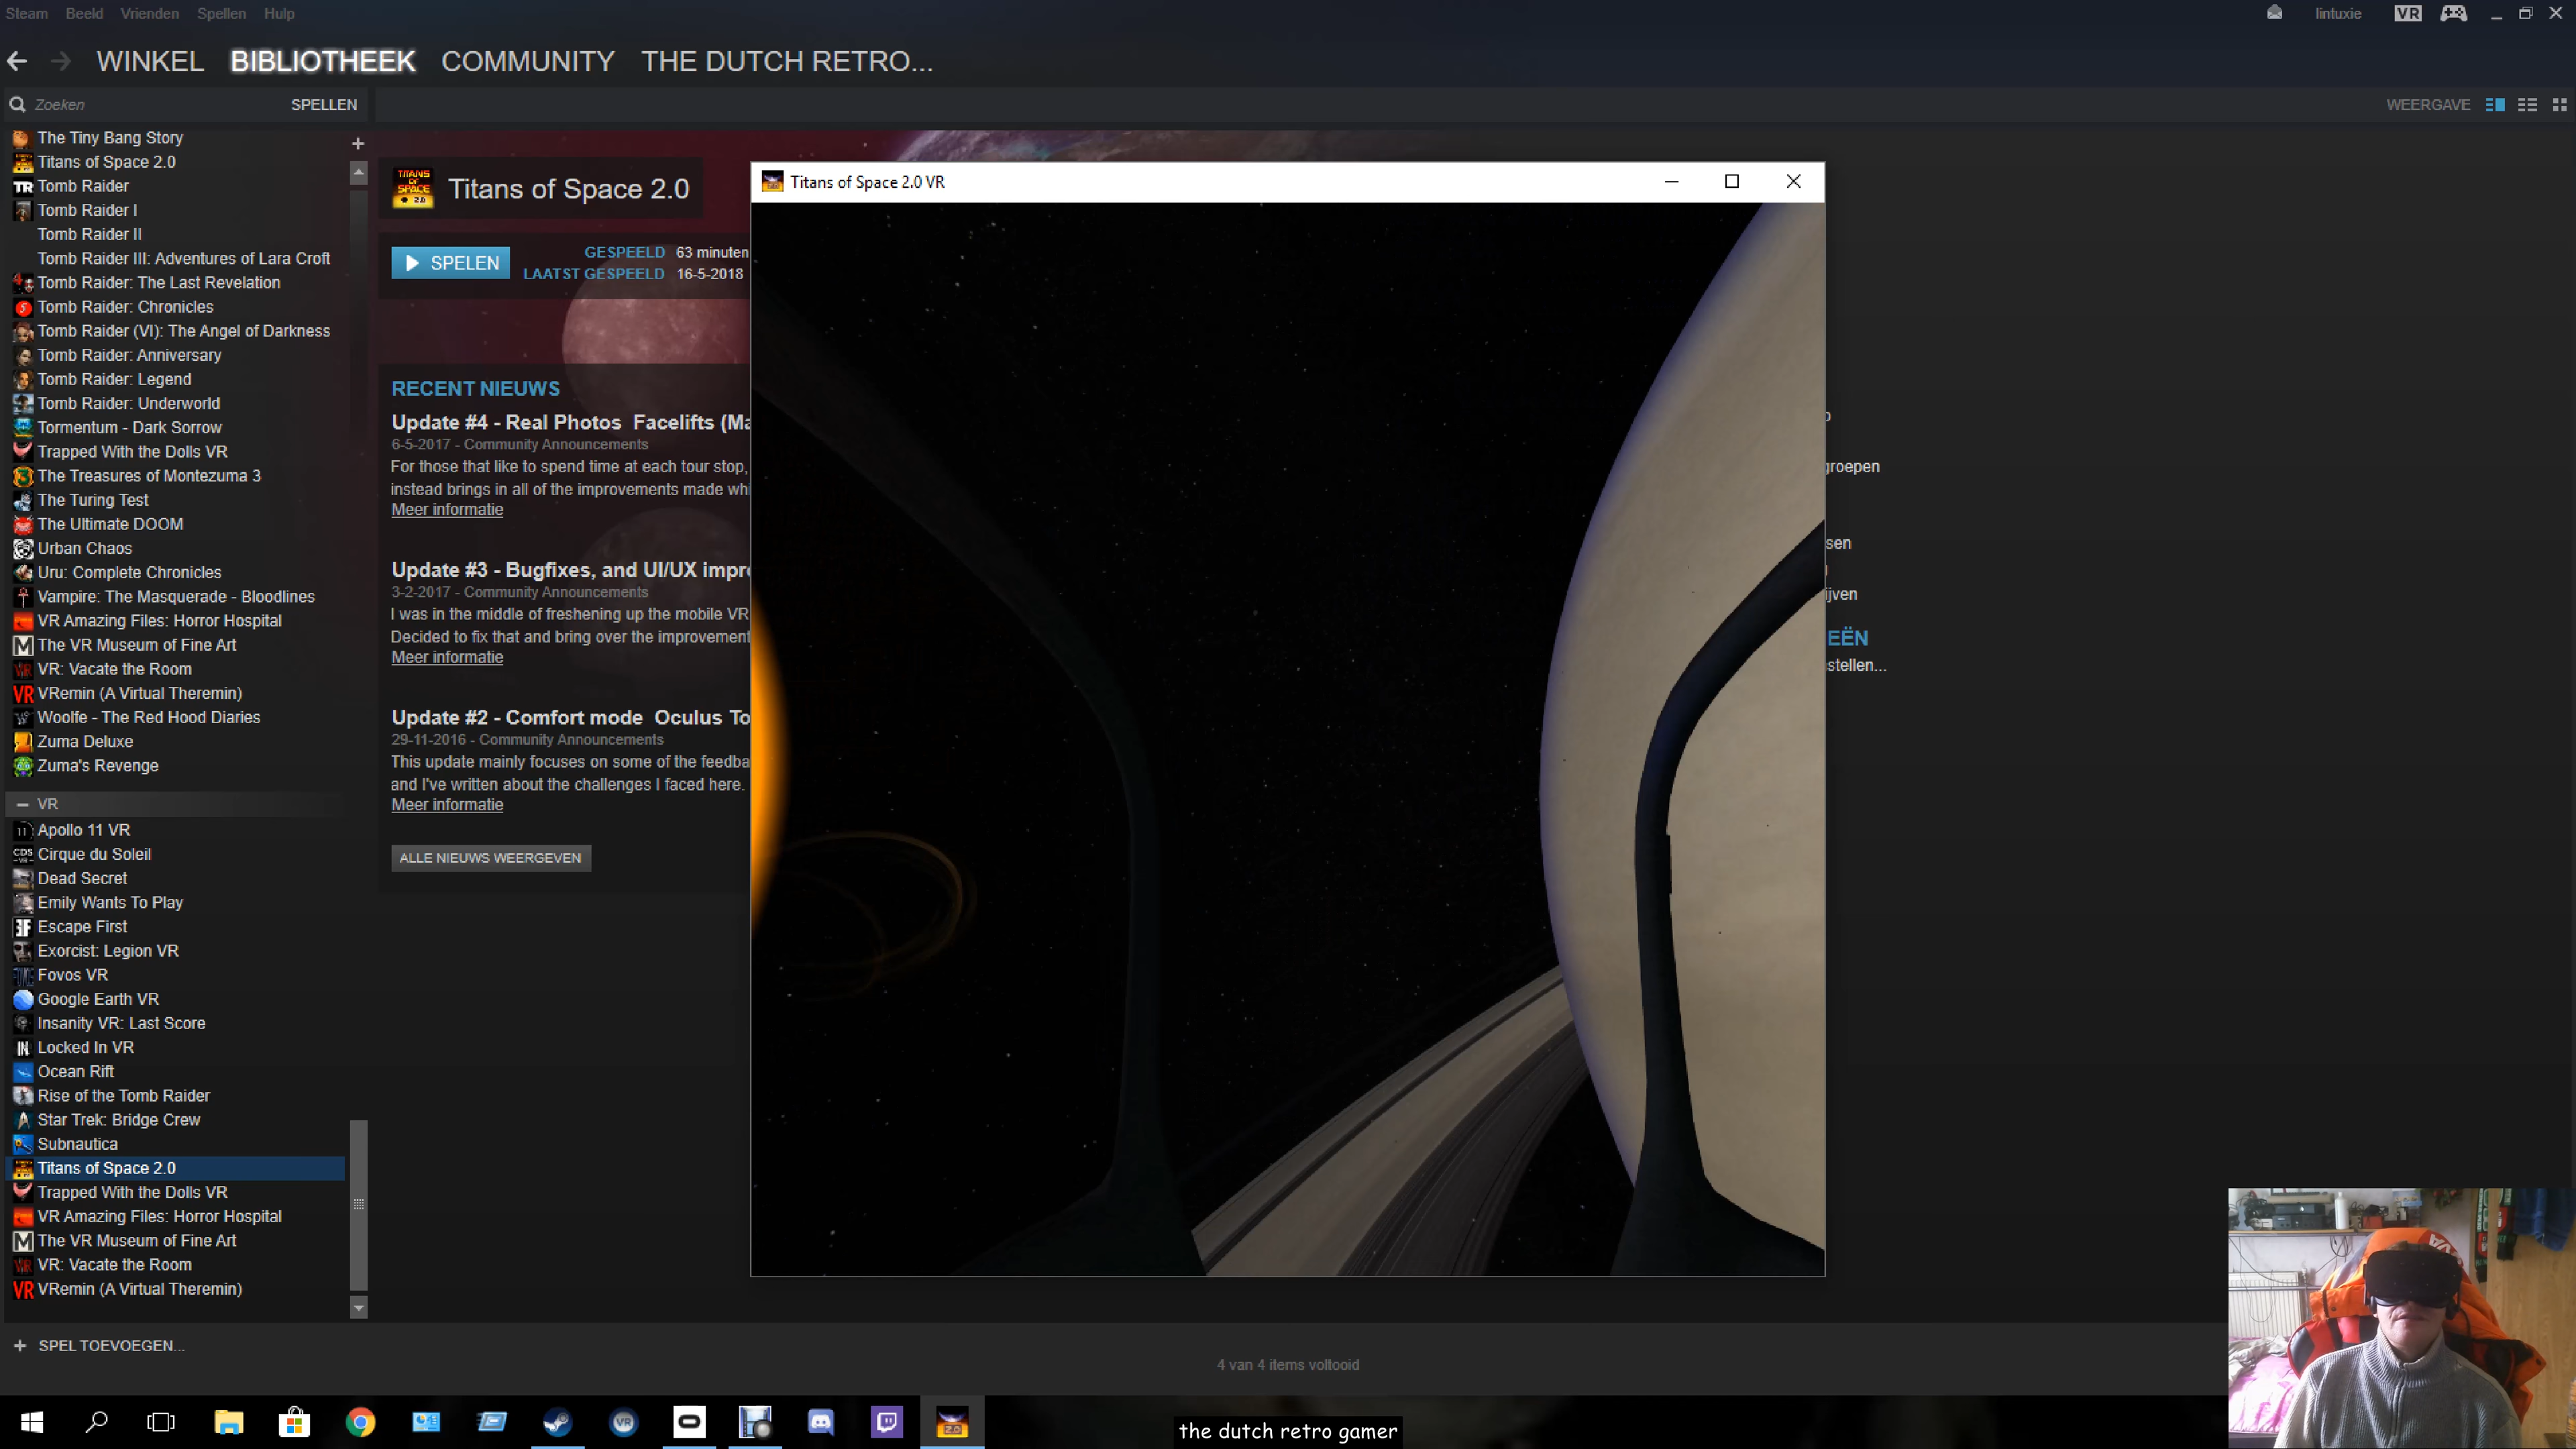 Steam Beeld Vrienden Spellen Hulp
lintuxie VR
WINKEL BIBLIOTHEEK COMMUNITY THE DUTCH RETRO...
Zoeken SPELLEN
WEERGAVE
The Tiny Bang Story
Titans of Space 2.0
Tomb Raider
Tomb Raider I
Tomb Raider II
Tomb Raider III: Adventures of Lara Croft
Tomb Raider: The Last Revelation
Tomb Raider: Chronicles
Tomb Raider (VI): The Angel of Darkness
Tomb Raider: Anniversary
Tomb Raider: Legend
Tomb Raider: Underworld
Tormentum - Dark Sorrow
Trapped With the Dolls VR
The Treasures of Montezuma 3
The Turing Test
The Ultimate DOOM
Urban Chaos
Uru: Complete Chronicles
Vampire: The Masquerade - Bloodlines
VR Amazing Files: Horror Hospital
The VR Museum of Fine Art
VR: Vacate the Room
VRemin (A Virtual Theremin)
Woolfe - The Red Hood Diaries
Zuma Deluxe
Zuma's Revenge
VR
Apollo 11 VR
Cirque du Soleil
Dead Secret
Emily Wants To Play
Escape First
Exorcist: Legion VR
Fovos VR
Google Earth VR
Insanity VR: Last Score
Locked In VR
Ocean Rift
Rise of the Tomb Raider
Star Trek: Bridge Crew
Subnautica
Titans of Space 2.0
Trapped With the Dolls VR
VR Amazing Files: Horror Hospital
The VR Museum of Fine Art
VR: Vacate the Room
VRemin (A Virtual Theremin)
SPEL TOEVOEGEN...
TITANS OF SPACE 2.0
Titans of Space 2.0
SPELEN
GESPEELD 63 minuten
LAATST GESPEELD 16-5-2018
RECENT NIEUWS
Update #4 - Real Photos Facelifts (Ma
6-5-2017 - Community Announcements
For those that like to spend time at each tour stop,
instead brings in all of the improvements made whi
Meer informatie
Update #3 - Bugfixes, and UI/UX impro
3-2-2017 - Community Announcements
I was in the middle of freshening up the mobile VR
Decided to fix that and bring over the improvement
Meer informatie
Update #2 - Comfort mode Oculus To
29-11-2016 - Community Announcements
This update mainly focuses on some of the feedba
and I've written about the challenges I faced here.
Meer informatie
ALLE NIEUWS WEERGEVEN
Titans of Space 2.0 VR
groepen
sen
ijven
EËN
stellen...
4 van 4 items voltooid
the dutch retro gamer